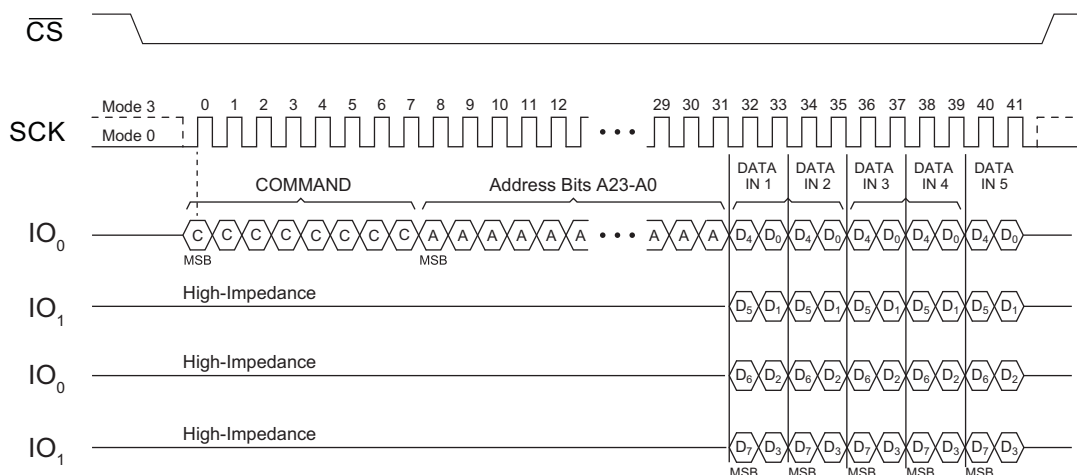 CS
Mode 3
0 1 2 3 4 5 6 7 8 9 10 11 12 29 30 31 32 33 34 35 36 37 38 39 40 41
SCK
Mode 0
DATA IN 1
DATA IN 2
DATA IN 3
DATA IN 4
DATA IN 5
COMMAND
Address Bits A23-A0
IO0
C C C C C C C C A A A A A A A A A D4 D0 D4 D0 D4 D0 D4 D0 D4 D0
MSB
MSB
High-Impedance
IO1
D5 D1 D5 D1 D5 D1 D5 D1 D5 D1
High-Impedance
IO0
D6 D2 D6 D2 D6 D2 D6 D2 D6 D2
High-Impedance
IO1
D7 D3 D7 D3 D7 D3 D7 D3 D7 D3
MSB MSB MSB MSB MSB